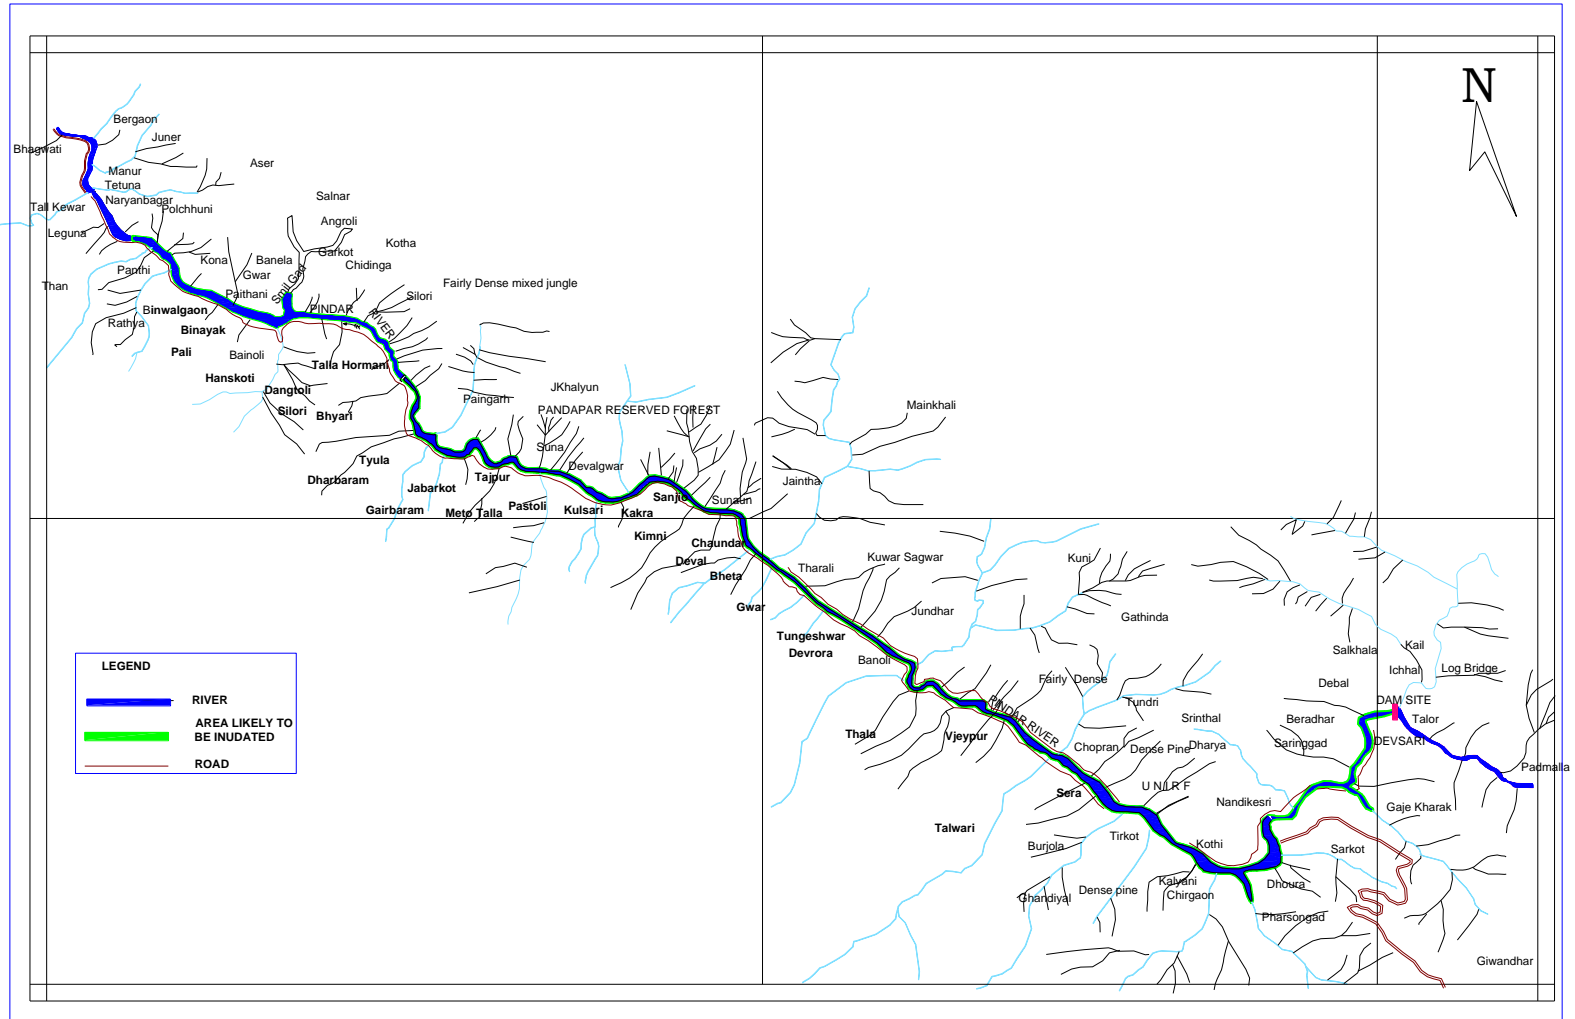 N
Bergaon
Juner
Bhagwati
Aser
Manur
Tetuna
Salnar
Naryanbagar
Tall Kewar
Polchhuni
Angroli
Leguna
Kotha
Garkot
Kona
Banela
Chidinga
Panthi
Gwar
Smil Gad
Than
Fairly Dense mixed jungle
Paithani
Silori
Binwalgaon
PINDAR
RIVER
Rathya
Binayak
Pali
Bainoli
Talla Hormani
Hanskoti
Dangtoli
JKhalyun
Paingarh
Silori
Bhyari
PANDAPAR RESERVED FOREST
Mainkhali
Suna
Tyula
Devalgwar
Dharbaram
Tajpur
Jaintha
Jabarkot
Sanjio
Sunaun
Gairbaram
Meto Talla
Pastoli
Kulsari
Kakra
Kimni
Chaundar
Deval
Kuwar Sagwar
Kuni
Tharali
Bheta
Gwar
Jundhar
Gathinda
Tungeshwar
Devrora
Banoli
Salkhala
Kail
Ichhal
Log Bridge
LEGEND
RIVER
AREA LIKELY TO
BE INUDATED
ROAD
Fairly Dense
Debal
PINDAR RIVER
Tundri
DAM SITE
Srinthal
Beradhar
Talor
Thala
Vjeypur
Chopran
Dense Pine
Dharya
Saringgad
DEVSARI
Padmalla
U N I R F
Sera
Nandikesri
Gaje Kharak
Talwari
Tirkot
Burjola
Kothi
Sarkot
Kalyani
Dhoura
Ghandiyal
Dense pine
Chirgaon
Pharsongad
Giwandhar